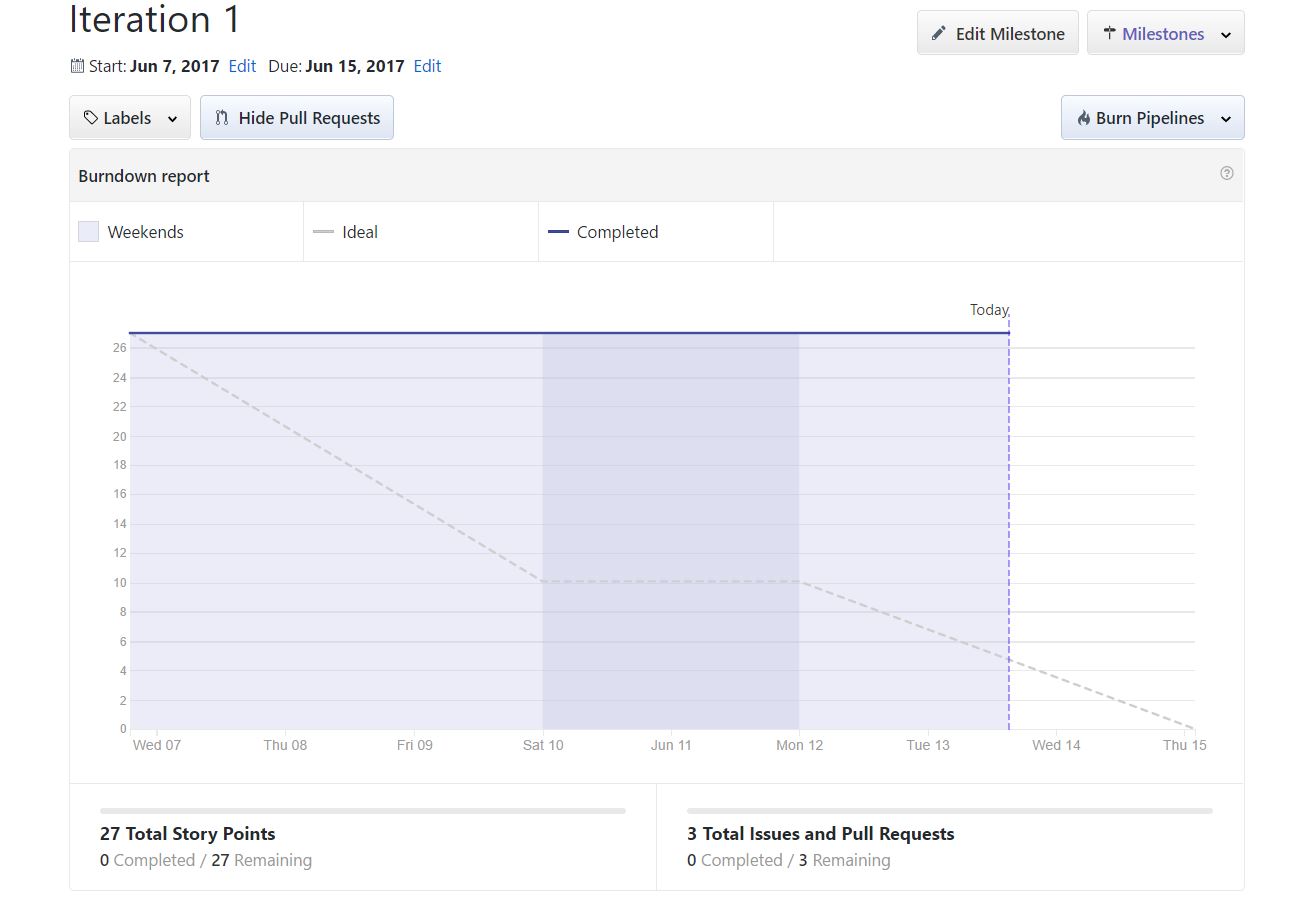 Iteration 1
Edit Milestone
Milestones
Start: Jun 7, 2017 Edit Due: Jun 15, 2017 Edit
Labels
Hide Pull Requests
Burn Pipelines
Burndown report
Weekends
Ideal
Completed
Today
26
24
22
20
18
16
14
12
10
8
6
4
2
0
Wed 07 Thu 08 Fri 09 Sat 10 Jun 11 Mon 12 Tue 13 Wed 14 Thu 15
27 Total Story Points
0 Completed / 27 Remaining
3 Total Issues and Pull Requests
0 Completed / 3 Remaining